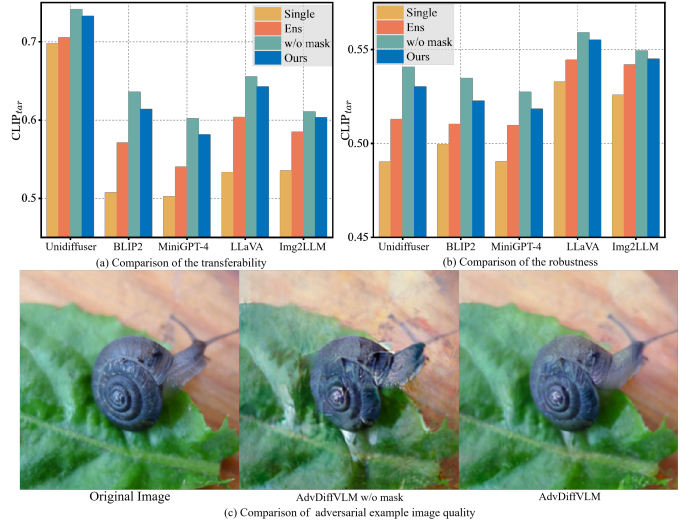 Single
Ens
w/o mask
Ours
0.7
0.6
0.5
CLIPtar
Unidiffuser BLIP2 MiniGPT-4 LLaVA Img2LLM
(a) Comparison of the transferability
Single
Ens
w/o mask
Ours
0.55
0.50
0.45
CLIPtar
Unidiffuser BLIP2 MiniGPT-4 LLaVA Img2LLM
(b) Comparison of the robustness
Original Image AdvDiffVLM w/o mask AdvDiffVLM
(c) Comparison of adversarial example image quality